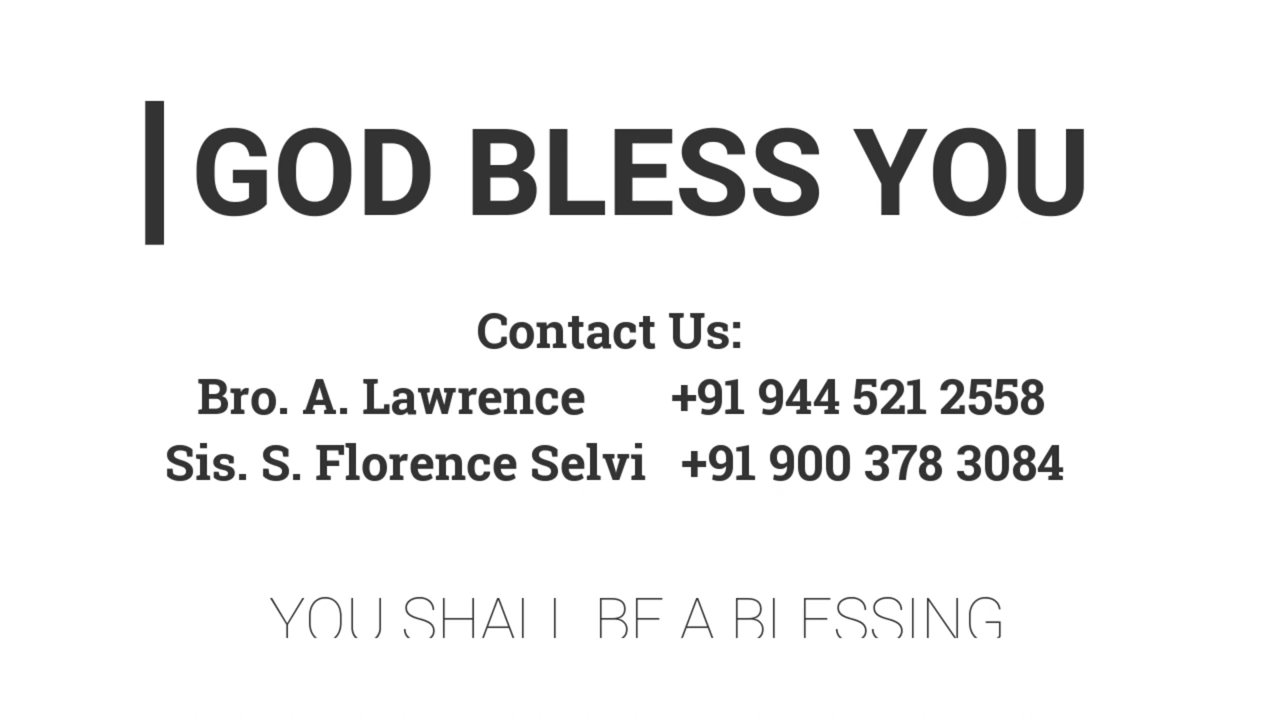 GOD BLESS YOU
Contact Us:
Bro. A. Lawrence +91 944 521 2558
Sis. S. Florence Selvi +91 900 378 3084
YOU SHALL BE A BLESSING